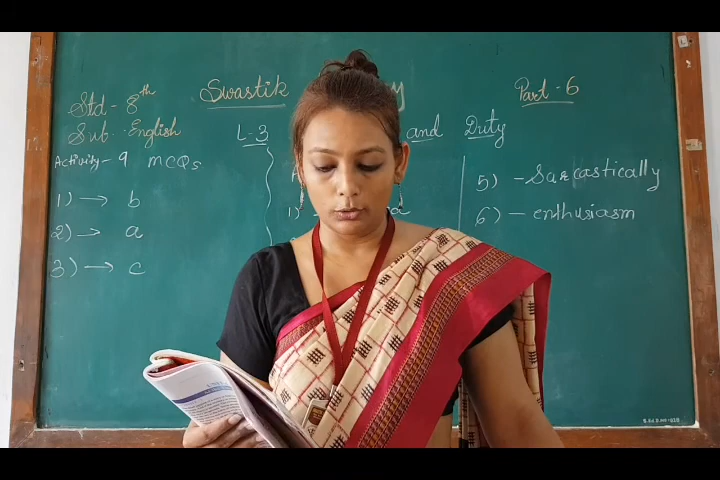 Std - 8th
Swastik
Part - 6
Sub - English
L-3
and Duty
Activity - 9 MCQs
1) → b
2) → a
3) → c
1)
a
5) - Sarcastically
6) - enthusiasm